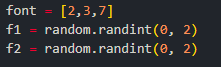 font = [2,3,7]
f1 = random.randint(0, 2)
f2 = random.randint(0, 2)